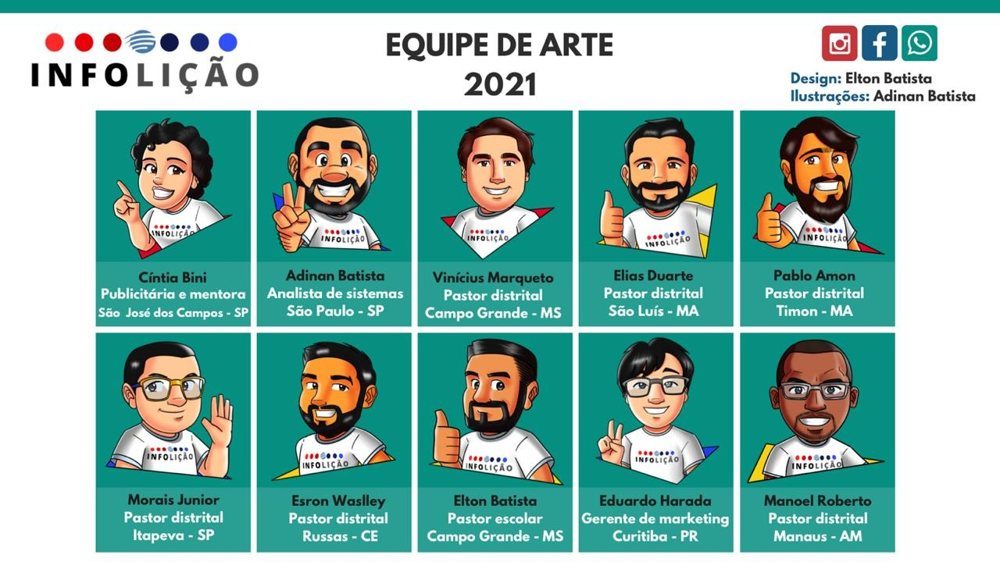 INFOLIÇÃO
EQUIPE DE ARTE
2021
Design: Elton Batista
Ilustrações: Adinan Batista
INFOLIÇÃO
INFOLIÇÃO
INFOLIÇÃO
INFOLIÇÃO
INFOLIÇÃO
Cíntia Bini
Publicitária e mentora
São José dos Campos - SP
Adinan Batista
Analista de sistemas
São Paulo - SP
Vinícius Marqueto
Pastor distrital
Campo Grande - MS
Elias Duarte
Pastor distrital
São Luís - MA
Pablo Amon
Pastor distrital
Timon - MA
INFOLIÇÃO
INFOLIÇÃO
INFOLIÇÃO
INFOLIÇÃO
INFOLIÇÃO
Morais Junior
Pastor distrital
Itapeva - SP
Esron Waslley
Pastor distrital
Russas - CE
Elton Batista
Pastor escolar
Campo Grande - MS
Eduardo Harada
Gerente de marketing
Curitiba - PR
Manoel Roberto
Pastor distrital
Manaus - AM